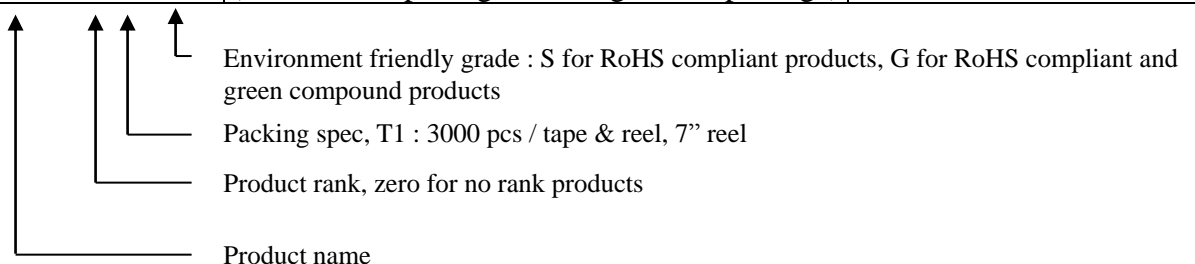 Environment friendly grade : S for RoHS compliant products, G for RoHS compliant and
green compound products
Packing spec, T1 : 3000 pcs / tape & reel, 7” reel
Product rank, zero for no rank products
Product name